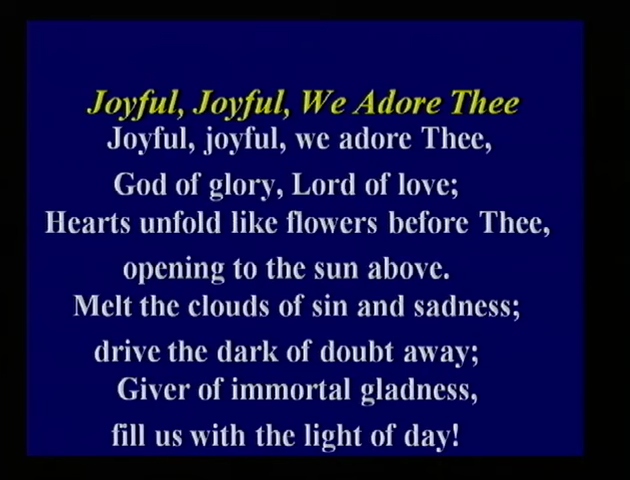 Joyful, Joyful, We Adore Thee
Joyful, joyful, we adore Thee,
God of glory, Lord of love;
Hearts unfold like flowers before Thee,
opening to the sun above.
Melt the clouds of sin and sadness;
drive the dark of doubt away;
Giver of immortal gladness,
fill us with the light of day!